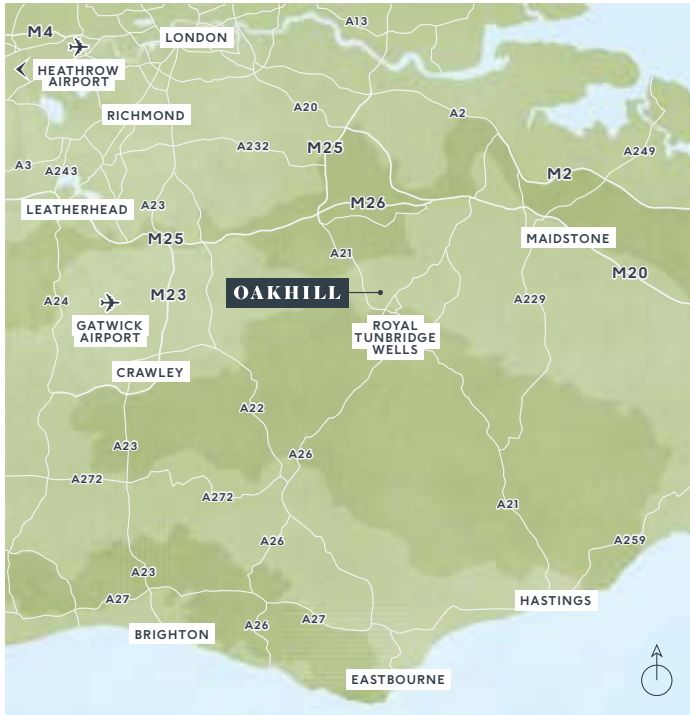 A13
M4
LONDON
HEATHROW
AIRPORT
A20
A2
RICHMOND
A232
M25
A249
A3
A243
M2
M26
LEATHERHEAD
A23
M25
MAIDSTONE
A21
M20
OAKHILL
M23
A24
A229
GATWICK
AIRPORT
ROYAL
TUNBRIDGE
WELLS
CRAWLEY
A22
A23
A26
A272
A272
A21
A26
A259
A23
A27
HASTINGS
A27
A26
BRIGHTON
EASTBOURNE